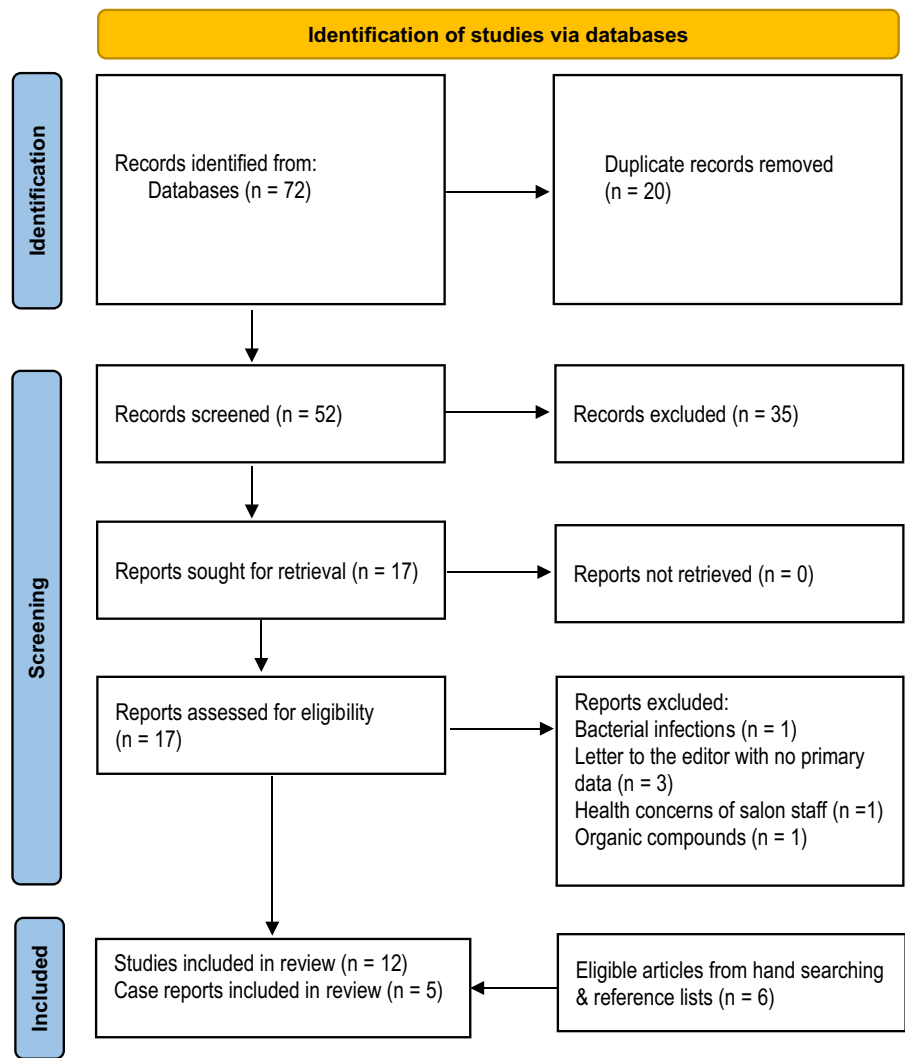 Identification of studies via databases
Identification
Records identified from:
Databases (n = 72)
Duplicate records removed
(n = 20)
Screening
Records screened (n = 52)
Records excluded (n = 35)
Reports sought for retrieval (n = 17)
Reports not retrieved (n = 0)
Reports assessed for eligibility
(n = 17)
Reports excluded:
Bacterial infections (n = 1)
Letter to the editor with no primary
data (n = 3)
Health concerns of salon staff (n =1)
Organic compounds (n = 1)
Included
Studies included in review (n = 12)
Case reports included in review (n = 5)
Eligible articles from hand searching
& reference lists (n = 6)